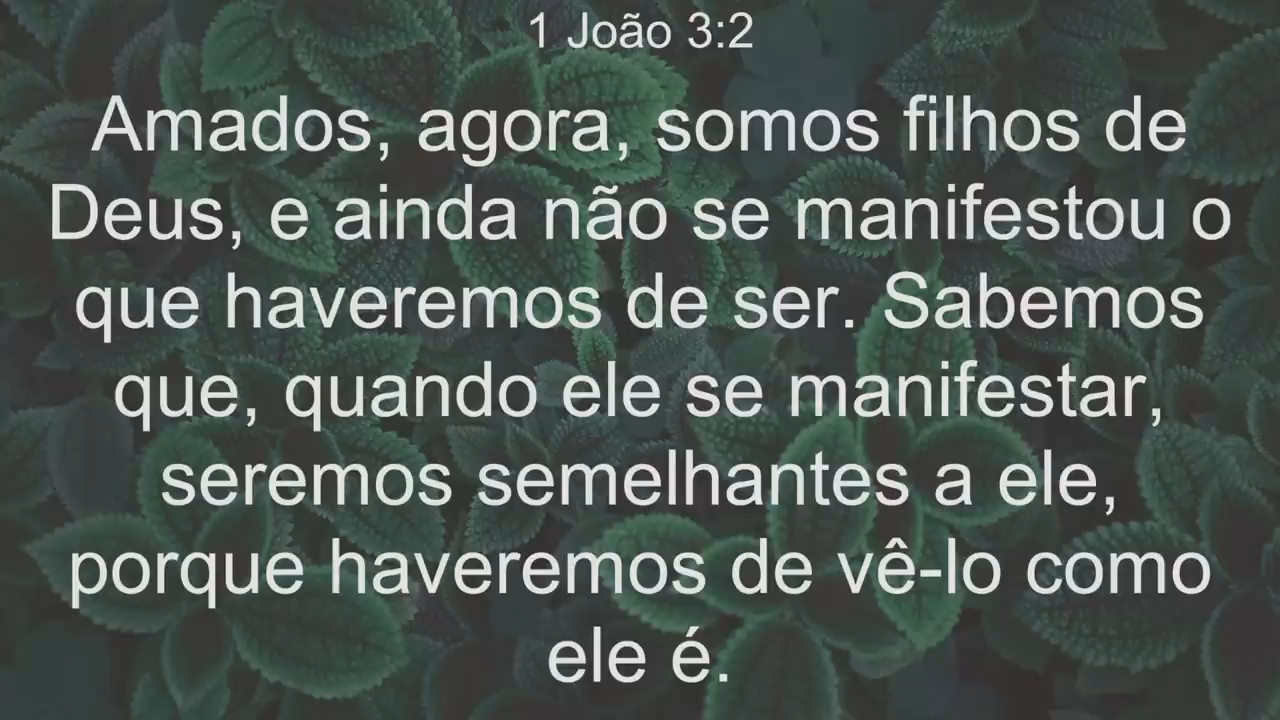 1 João 3:2
Amados, agora, somos filhos de
Deus, e ainda não se manifestou o
que haveremos de ser. Sabemos
que, quando ele se manifestar,
seremos semelhantes a ele,
porque haveremos de vê-lo como
ele é.